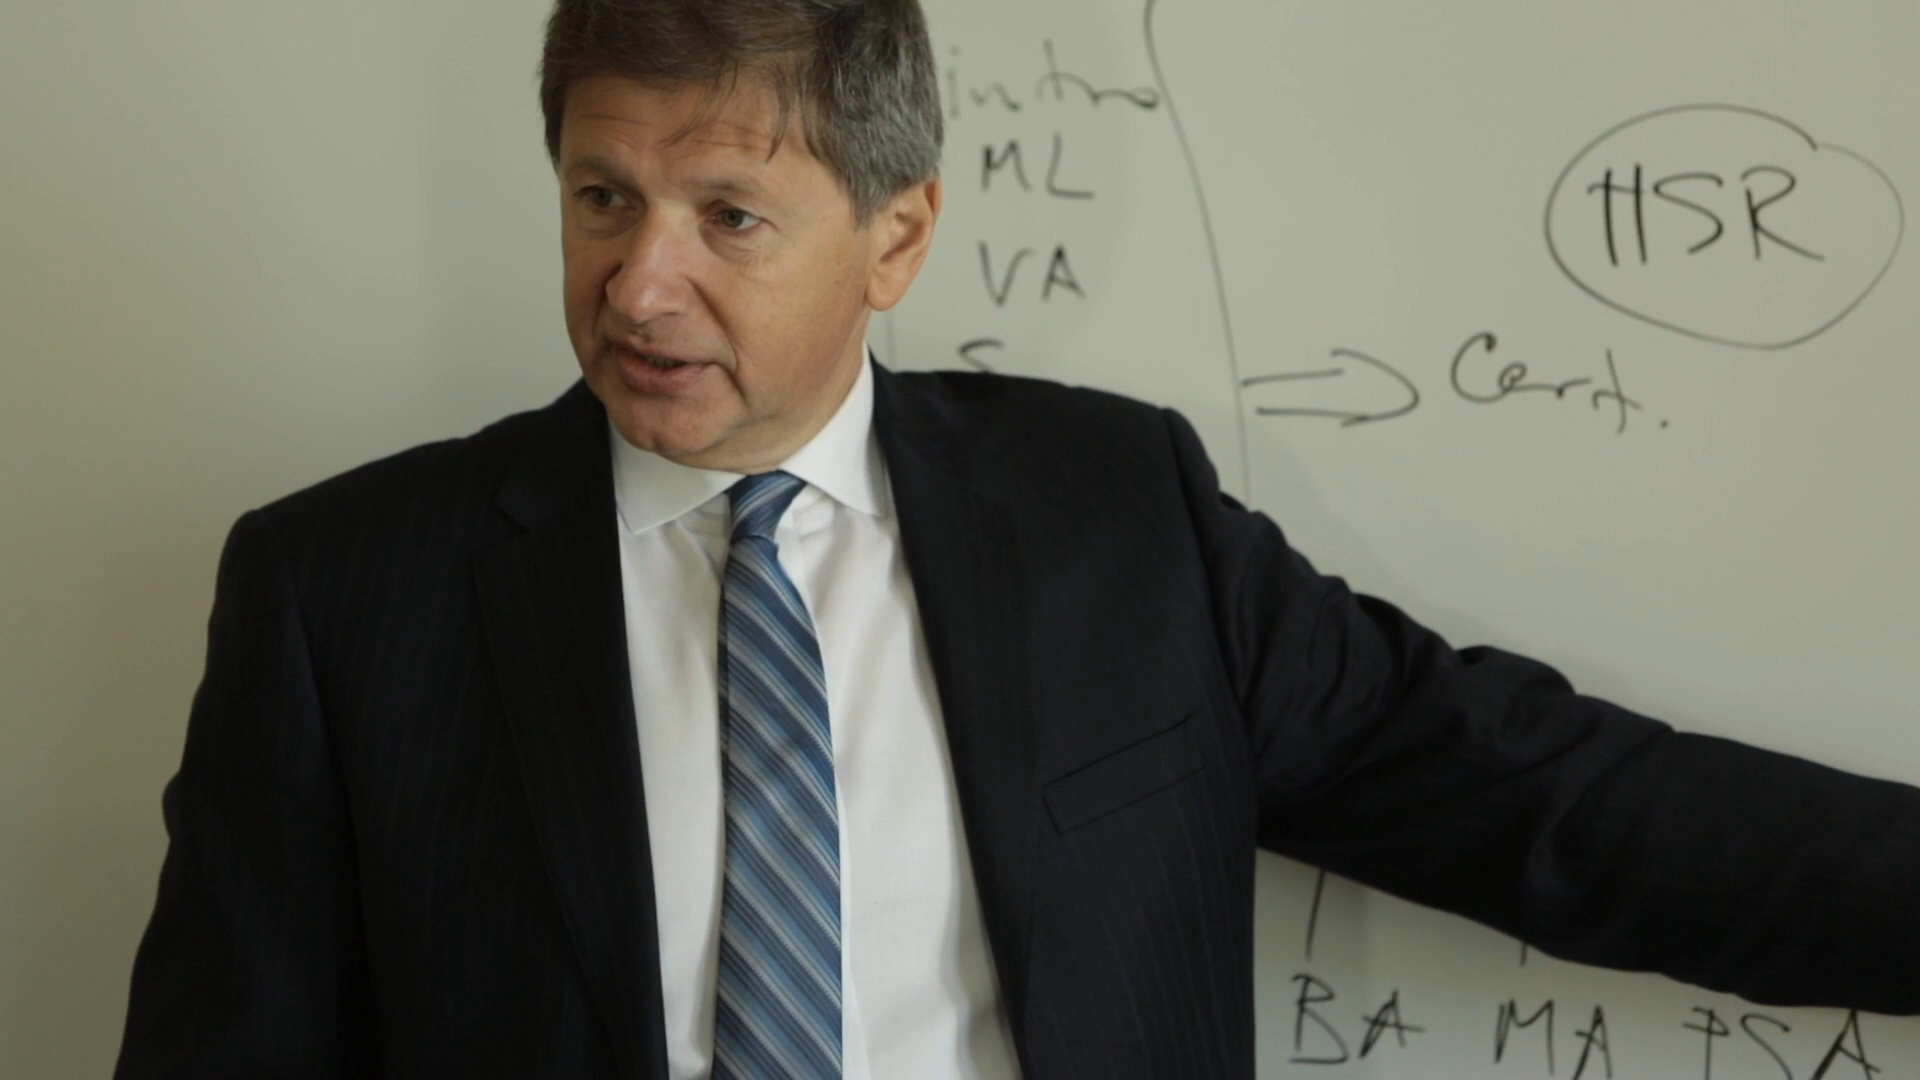 intro
ML
VA
HSR
Cert.
BA MA PSA